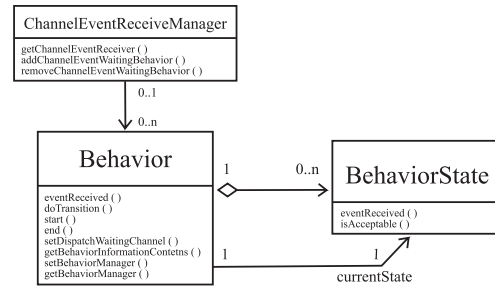 ChannelEventReceiveManager
getChannelEventReceiver ( )
addChannelEventWaitingBehavior ( )
removeChannelEventWaitingBehavior ( )
0..1
0..n
Behavior
eventReceived ( )
doTransition ( )
start ( )
end ( )
setDispatchWaitingChannel ( )
getBehaviorInformationContetns ( )
setBehaviorManager ( )
getBehaviorManager ( )
1
0..n
BehaviorState
eventReceived ( )
isAcceptable ( )
1
1
currentState